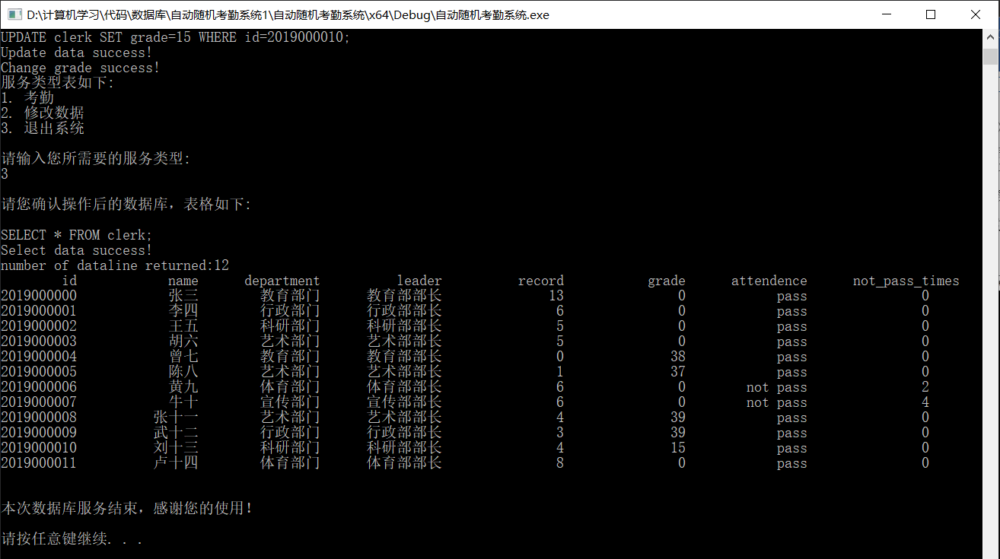 D:\计算机学习\代码\数据库\自动随机考勤系统1\自动随机考勤系统\x64\Debug\自动随机考勤系统.exe
UPDATE clerk SET grade=15 WHERE id=2019000010;
Update data success!
Change grade success!
服务类型表如下:
1. 考勤
2. 修改数据
3. 退出系统
请输入您所需要的服务类型:
3
请您确认操作后的数据库，表格如下:
SELECT * FROM clerk;
Select data success!
number of dataline returned:12
id name department leader record grade attendence not_pass_times
2019000000 张三 教育部门 教育部部长 13 0 pass 0
2019000001 李四 行政部门 行政部部长 6 0 pass 0
2019000002 王五 科研部门 科研部部长 5 0 pass 0
2019000003 胡六 艺术部门 艺术部部长 5 0 pass 0
2019000004 曾七 教育部门 教育部部长 0 38 pass 0
2019000005 陈八 艺术部门 艺术部部长 1 37 pass 0
2019000006 黄九 体育部门 体育部部长 6 0 not pass 2
2019000007 牛十 宣传部门 宣传部部长 6 0 not pass 4
2019000008 张十一 艺术部门 艺术部部长 4 39 pass 0
2019000009 武十二 行政部门 行政部部长 3 39 pass 0
2019000010 刘十三 科研部门 科研部部长 4 15 pass 0
2019000011 卢十四 体育部门 体育部部长 8 0 pass 0
本次数据库服务结束，感谢您的使用！
请按任意键继续. . .